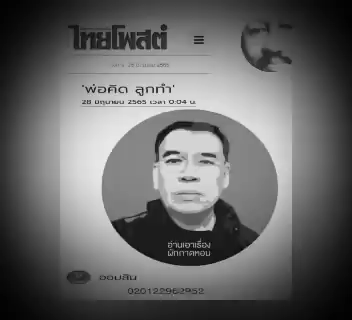 ไทยโพสต์
'พ่อคิด ลูกทำ'
28 มิถุนายน 2565 เวลา 0:04 น.
อ่านเอาเรื่อง
ผักกาดหอม
ออมสิน
020122962952